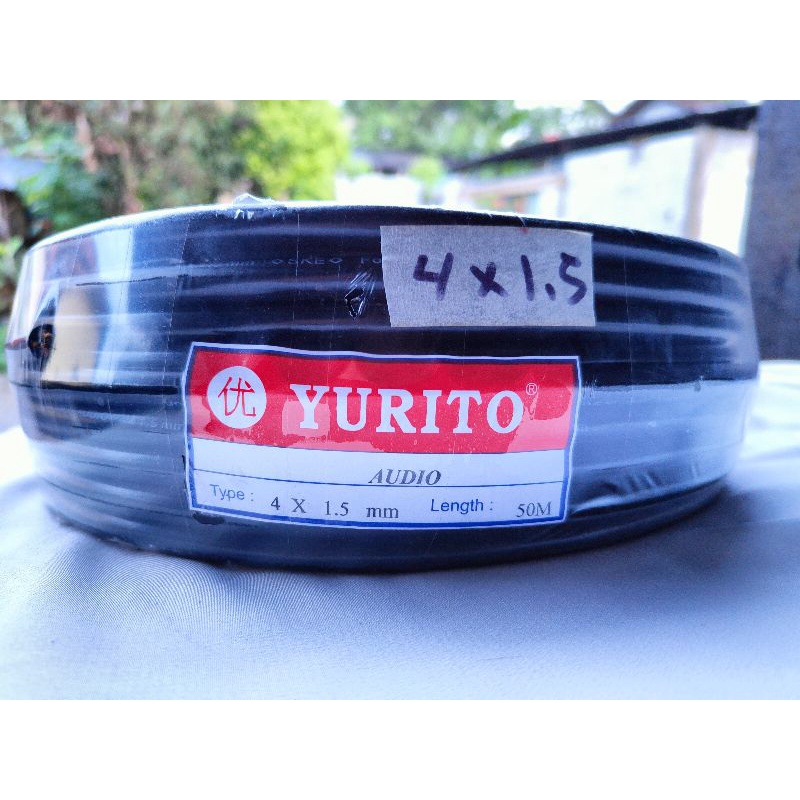 4 x 1.5
优 YURITO®
AUDIO
Type : 4 X 1.5 mm Length : 50M